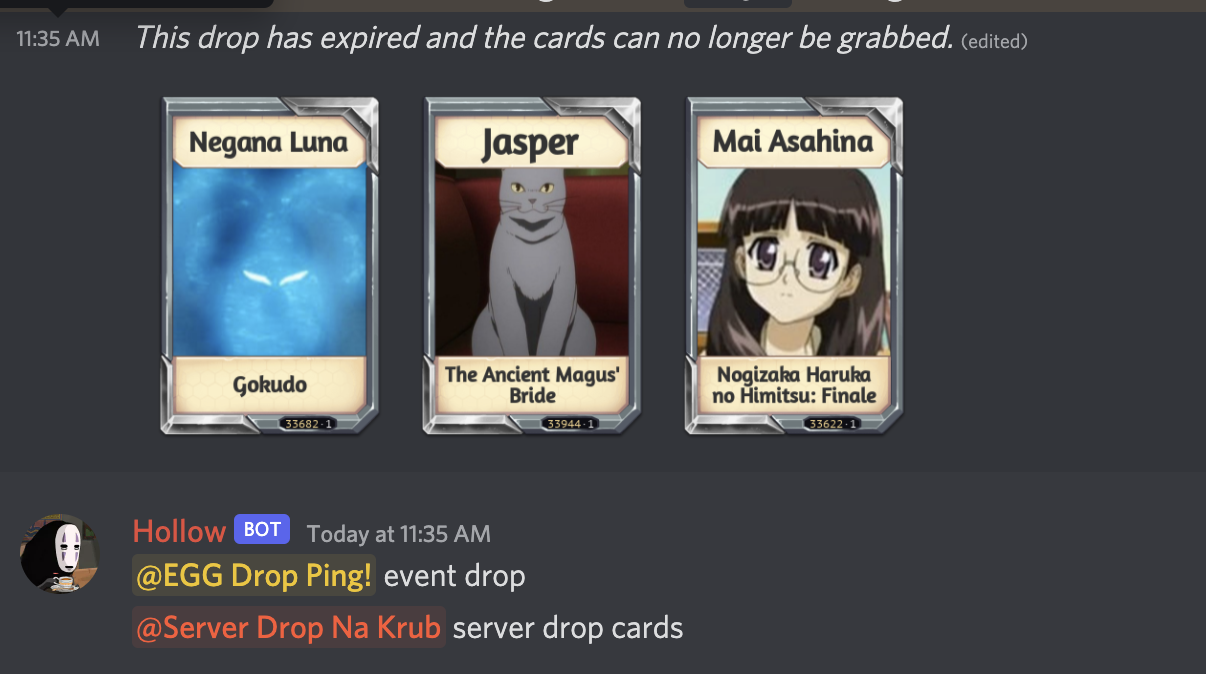 11:35 AM This drop has expired and the cards can no longer be grabbed. (edited)
Negana Luna
Gokudo
33682·1
Jasper
The Ancient Magus'
Bride
33944·1
Mai Asahina
Nogizaka Haruka
no Himitsu: Finale
33622·1
Hollow BOT Today at 11:35 AM
@EGG Drop Ping! event drop
@Server Drop Na Krub server drop cards